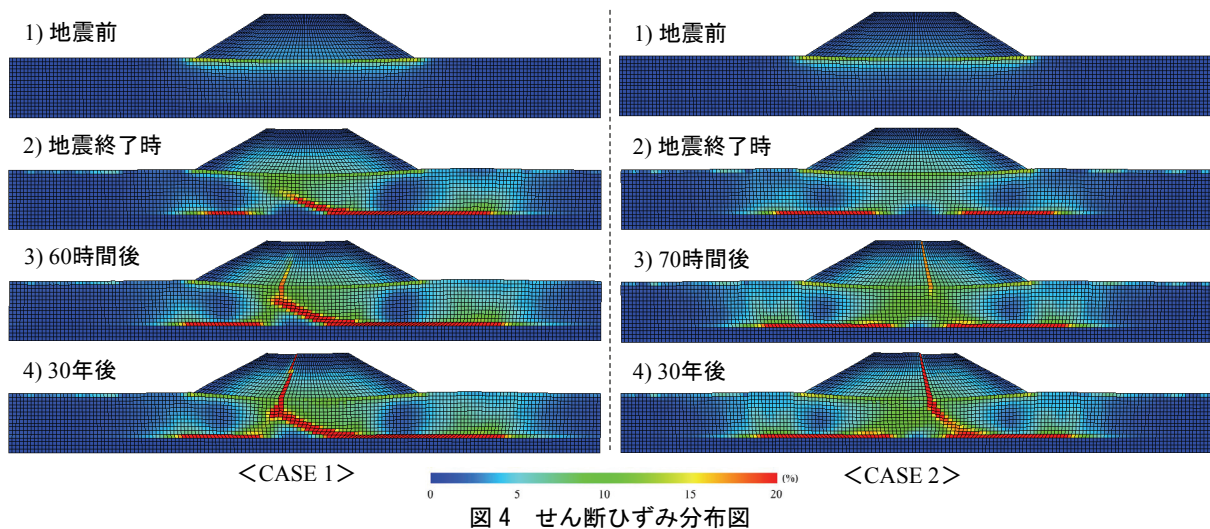 1) 地震前
2) 地震終了時
3) 60時間後
4) 30年後
＜CASE 1＞
1) 地震前
2) 地震終了時
3) 70時間後
4) 30年後
＜CASE 2＞
(%)
0 5 10 15 20
図4 せん断ひずみ分布図